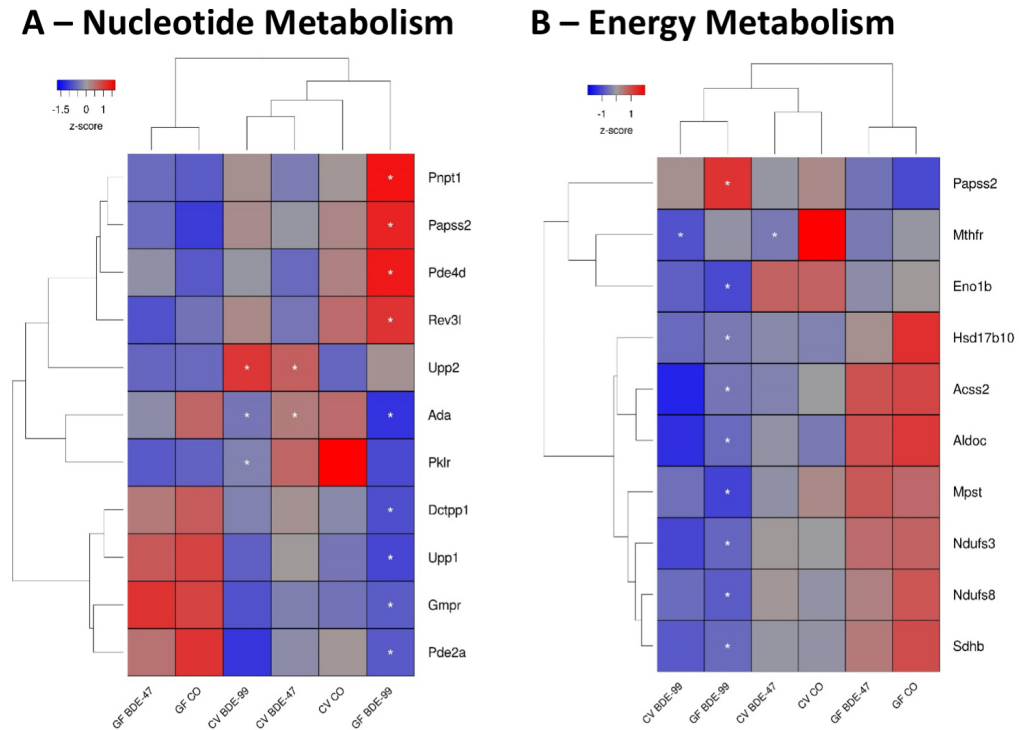 A – Nucleotide Metabolism
-1.5 0 1
z-score
Pnpt1
*
Papss2
*
Pde4d
*
Rev3l
*
Upp2
* *
Ada
* * *
Pklr
*
Dctpp1
*
Upp1
*
Gmpr
*
Pde2a
*
GF BDE-47
GF CO
CV BDE-99
CV BDE-47
CV CO
GF BDE-99
B – Energy Metabolism
-1 1
z-score
Papss2
*
Mthfr
* *
Eno1b
*
Hsd17b10
*
Acss2
*
Aldoc
*
Mpst
*
Ndufs3
*
Ndufs8
*
Sdhb
*
CV BDE-99
GF BDE-99
CV BDE-47
CV CO
GF BDE-47
GF CO